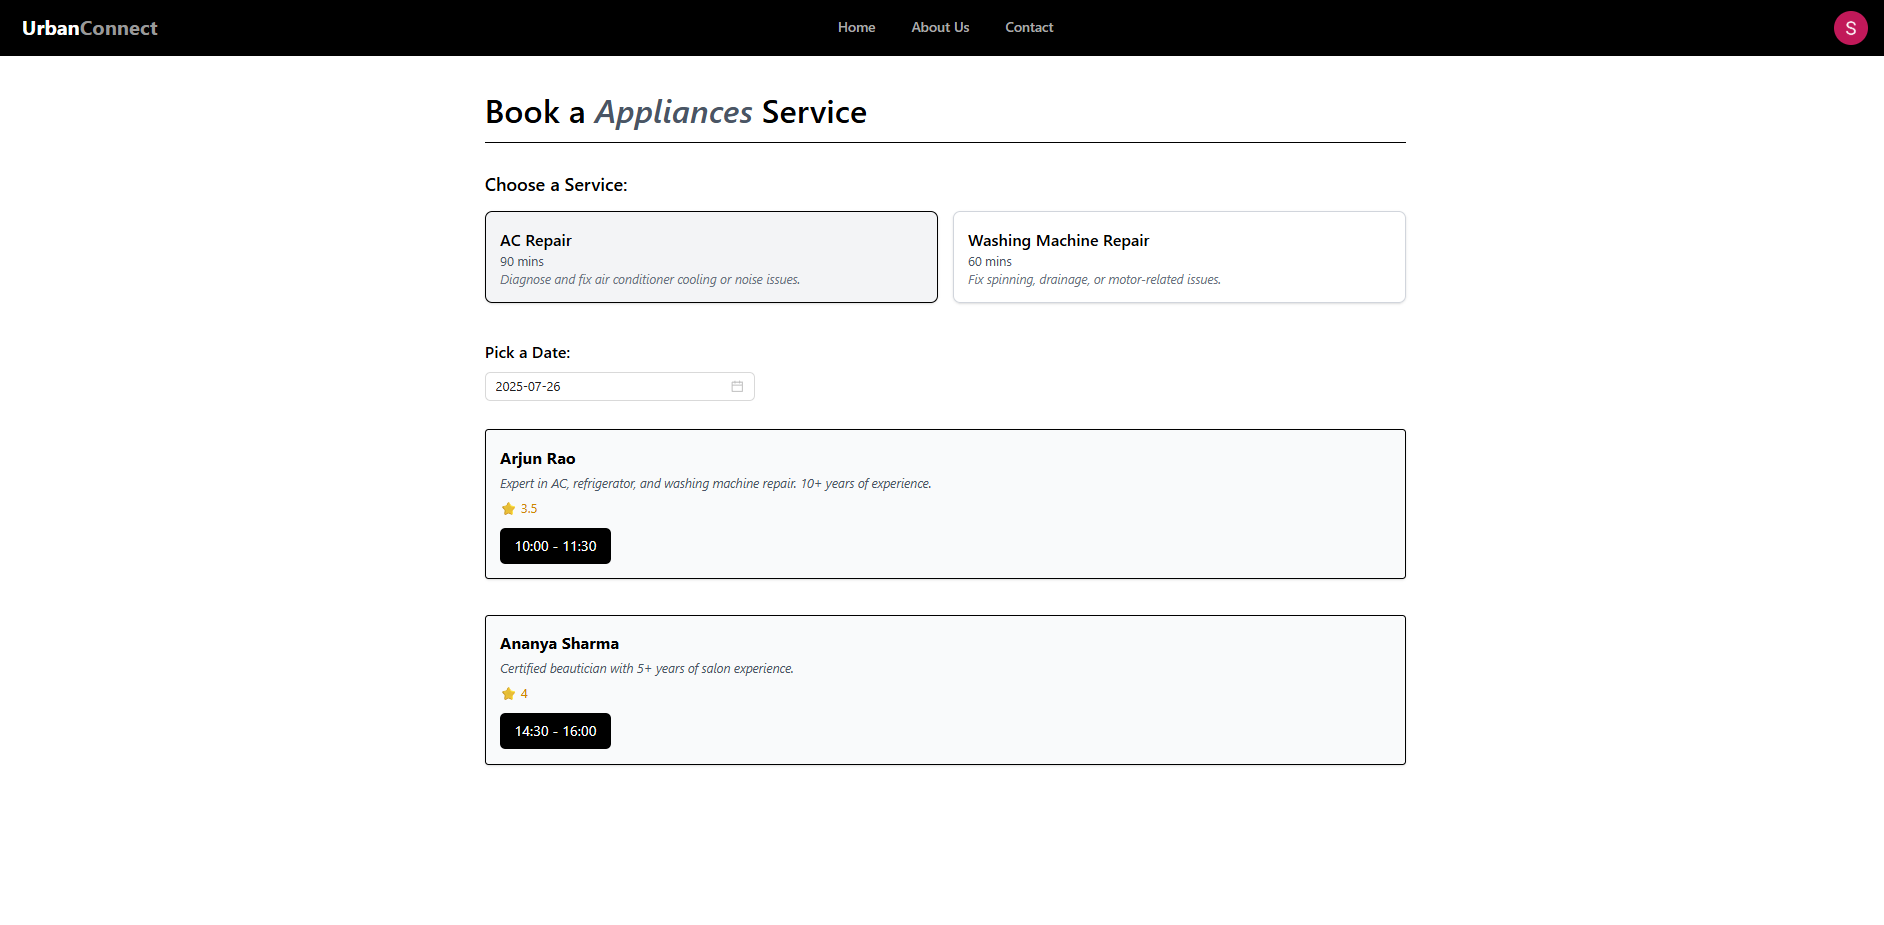 UrbanConnect
Home
About Us
Contact
S
Book a Appliances Service
Choose a Service:
AC Repair
90 mins
Diagnose and fix air conditioner cooling or noise issues.
Washing Machine Repair
60 mins
Fix spinning, drainage, or motor-related issues.
Pick a Date:
2025-07-26
Arjun Rao
Expert in AC, refrigerator, and washing machine repair. 10+ years of experience.
3.5
10:00 - 11:30
Ananya Sharma
Certified beautician with 5+ years of salon experience.
4
14:30 - 16:00